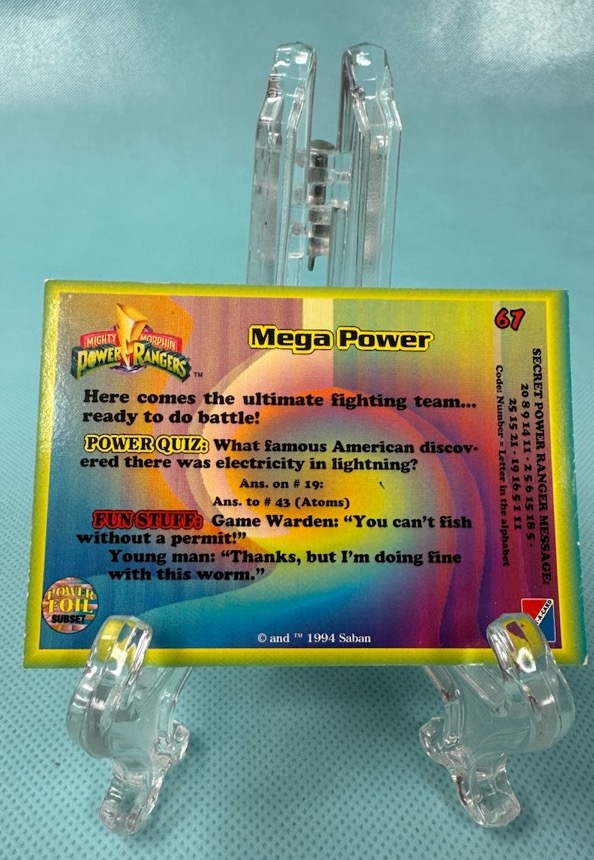 MIGHTY MORPHIN
POWER RANGERS
TM
Mega Power
67
Here comes the ultimate fighting team...
ready to do battle!
POWER QUIZ: What famous American discov-
ered there was electricity in lightning?
Ans. on # 19:
Ans. to # 43 (Atoms)
FUN STUFF: Game Warden: “You can’t fish
without a permit!”
Young man: “Thanks, but I’m doing fine
with this worm.”
POWER
FOIL
SUBSET
© and ™ 1994 Saban
SECRET POWER RANGER MESSAGE:
20 8 9 14 11 - 2 5 6 15 18 5 -
25 15 21 - 19 16 5 1 11
Code: Number = Letter in the alphabet